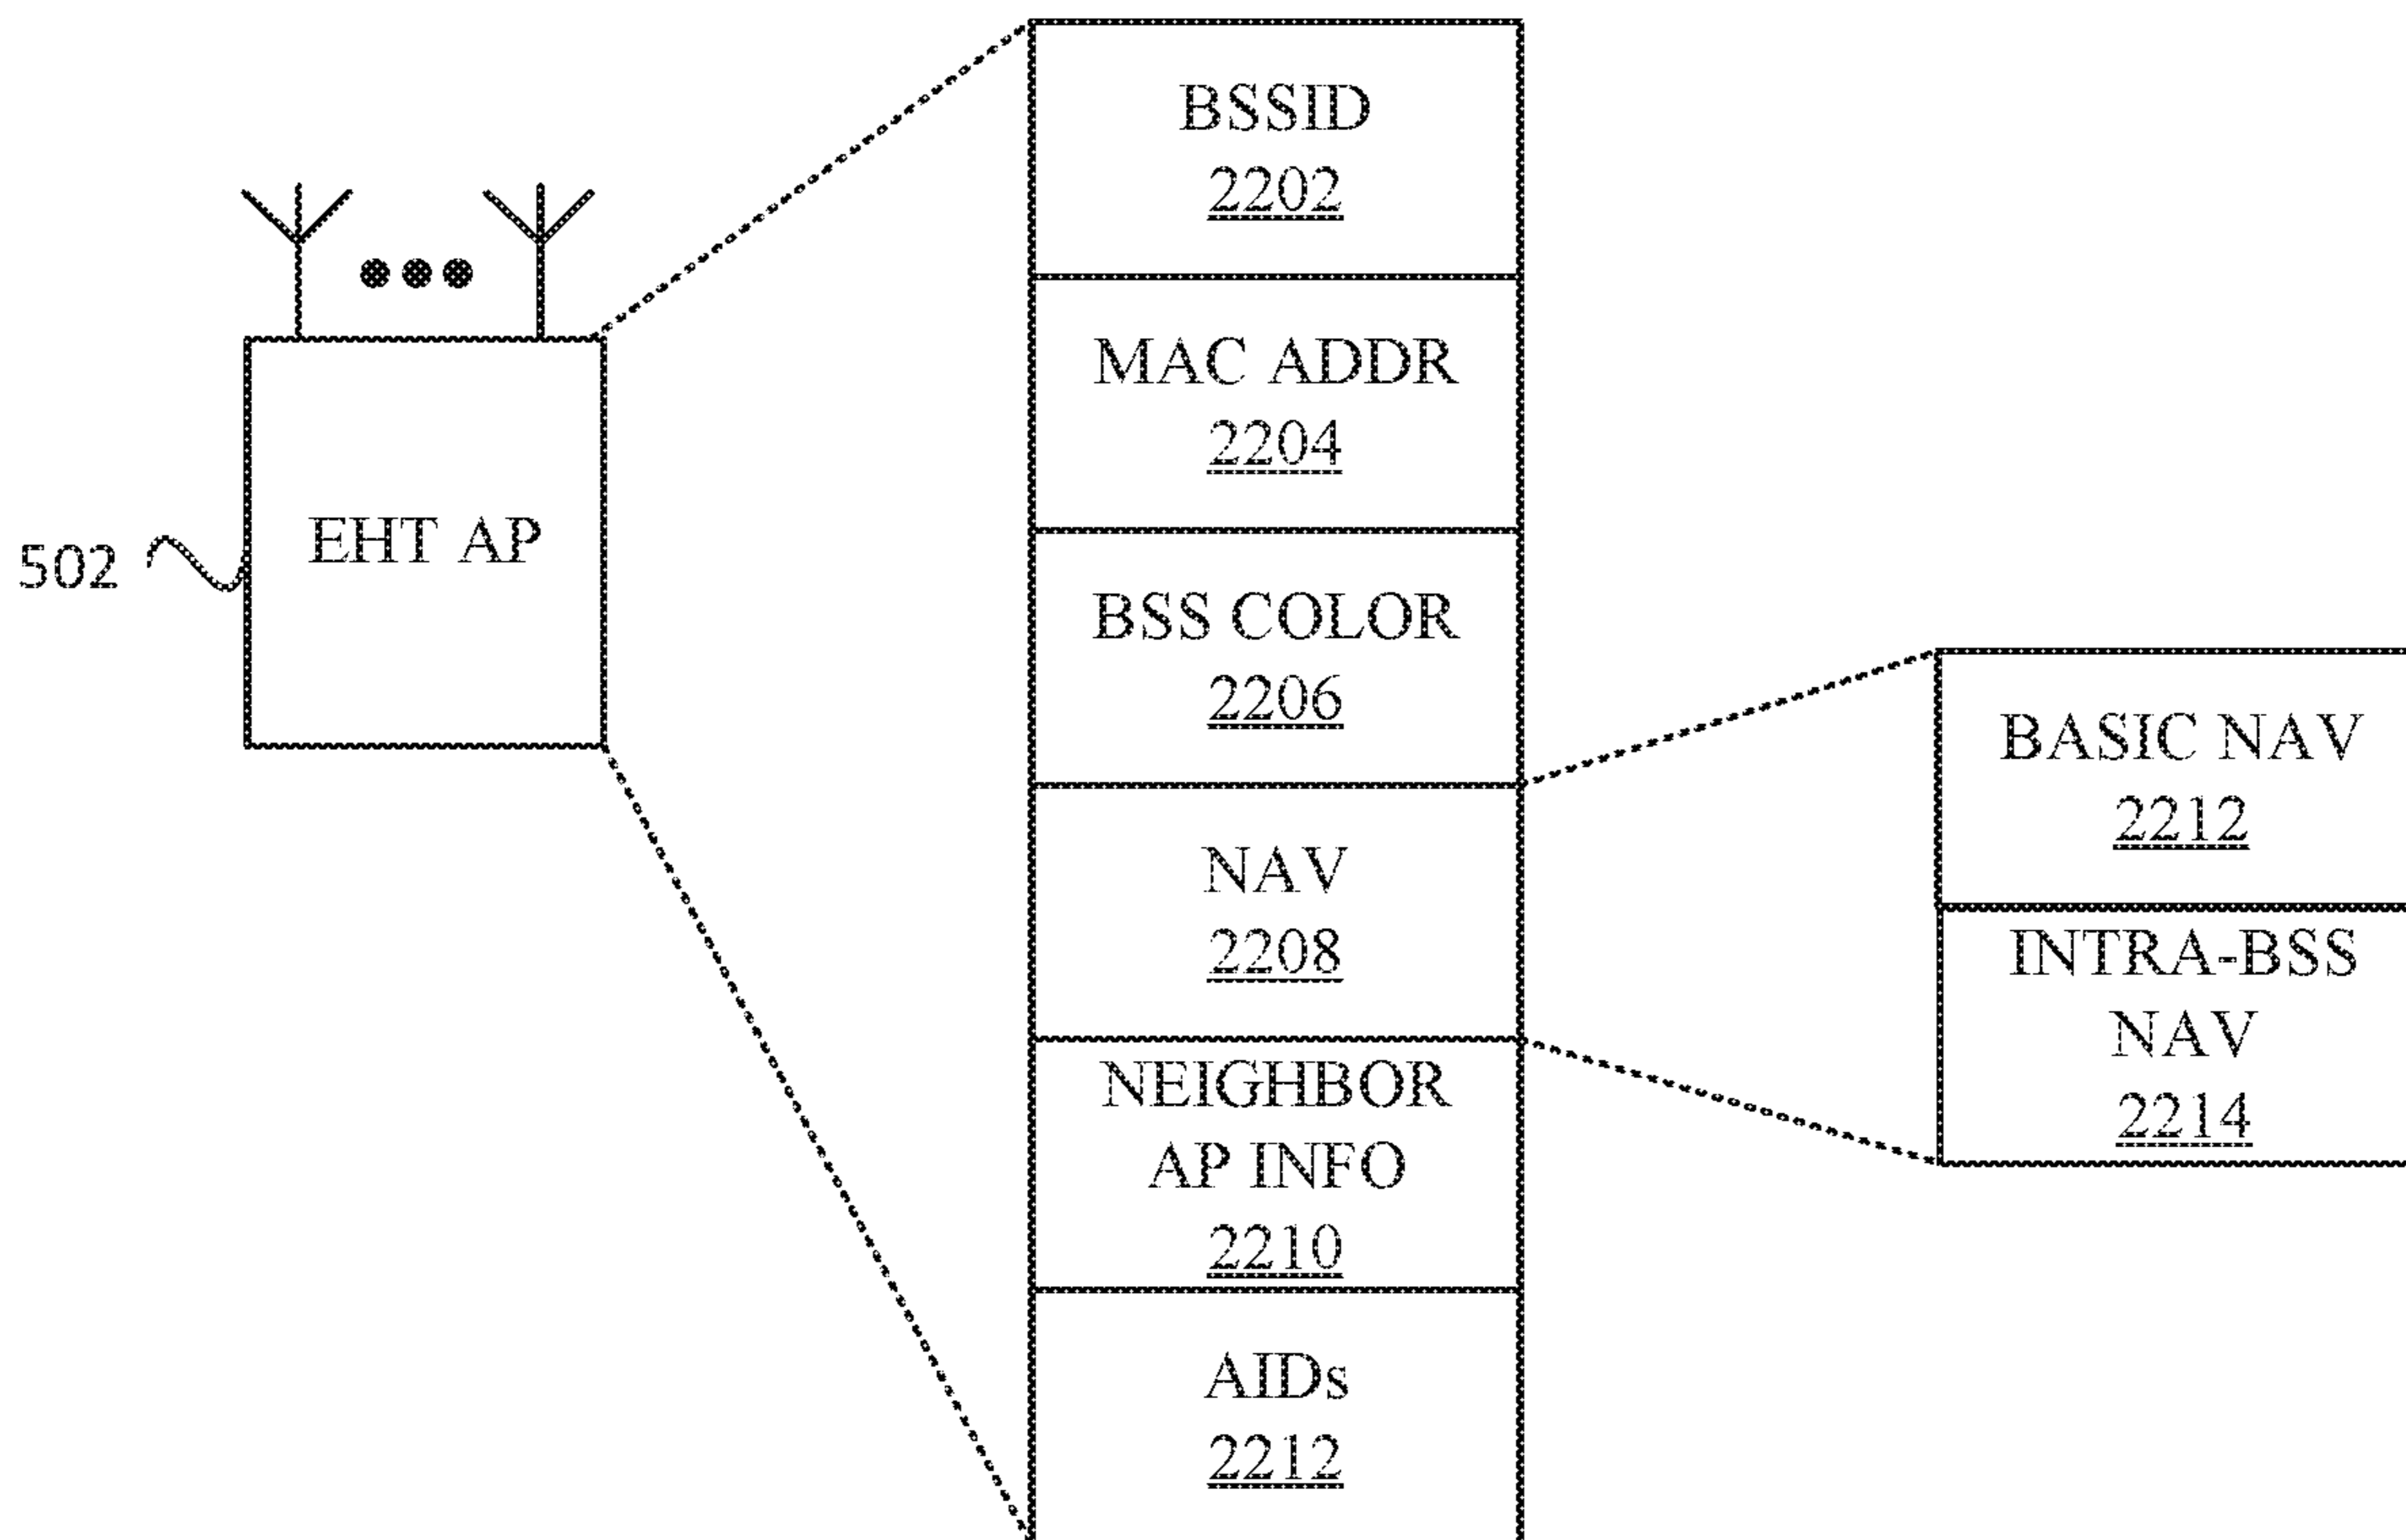 502
EHT AP
BSSID
2202
MAC ADDR
2204
BSS COLOR
2206
NAV
2208
NEIGHBOR
AP INFO
2210
AIDs
2212
BASIC NAV
2212
INTRA-BSS
NAV
2214